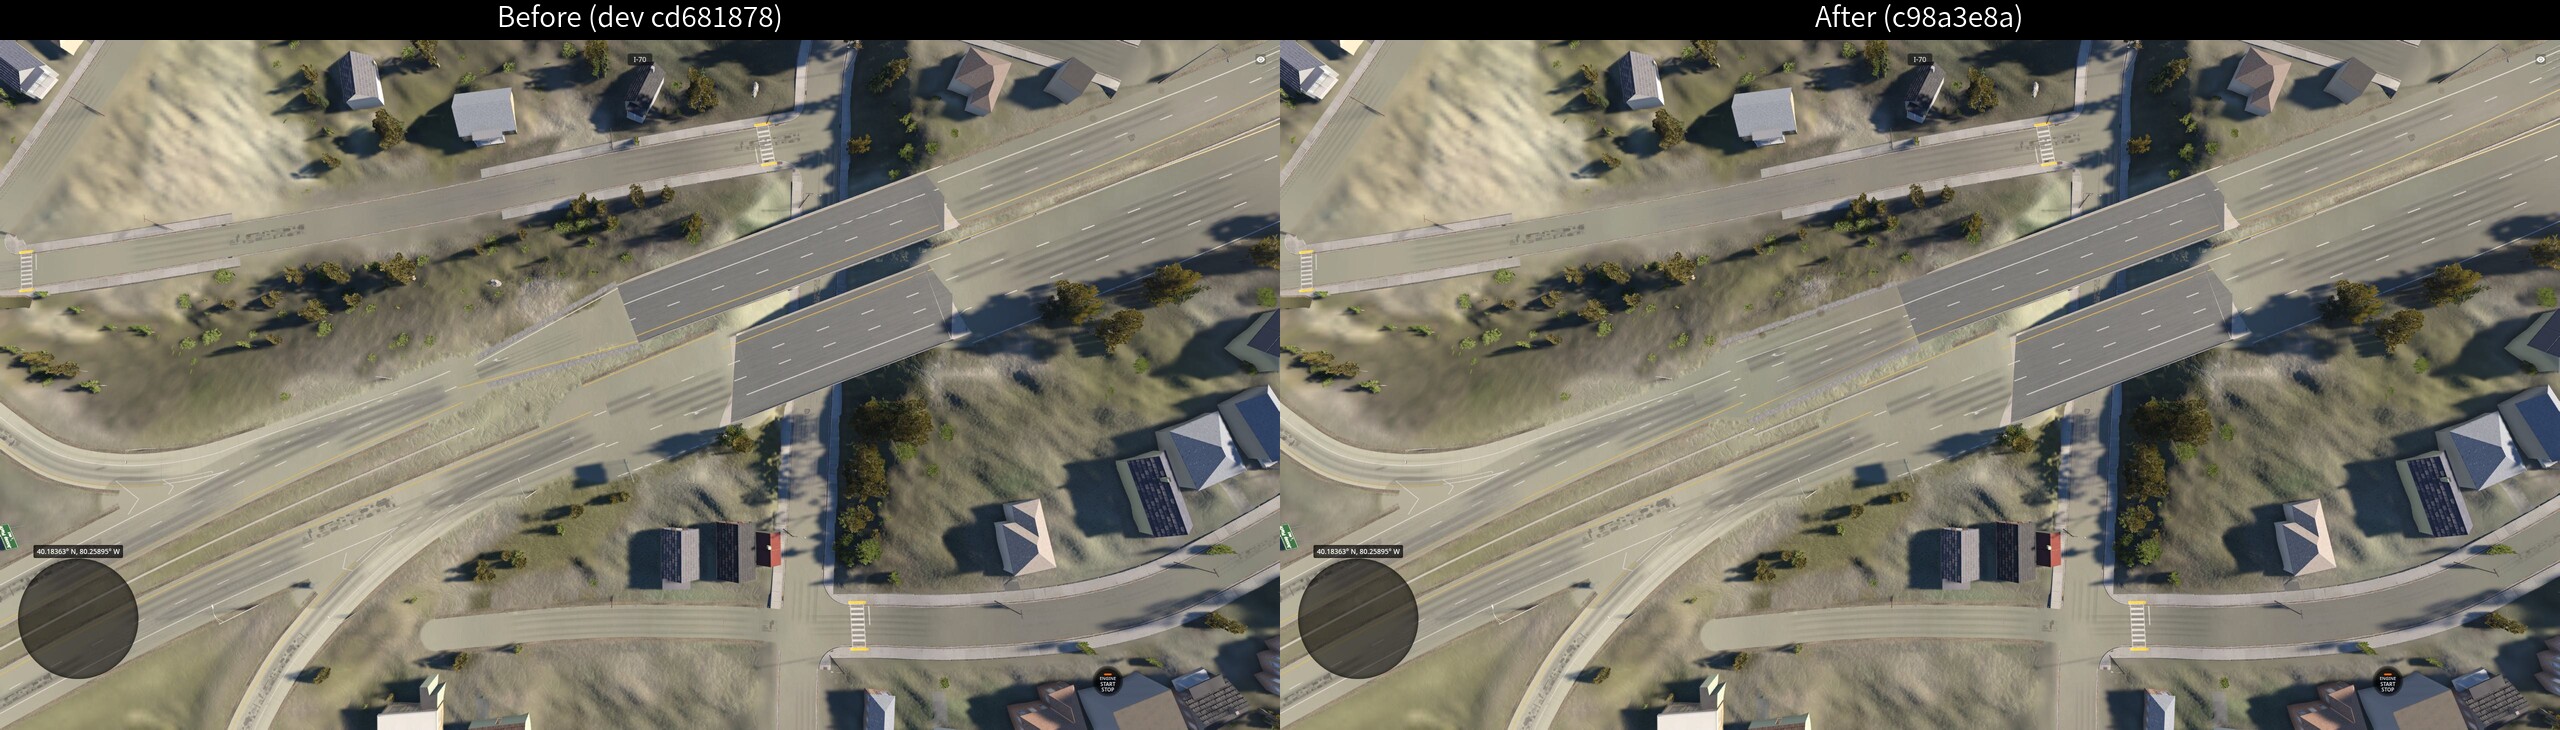 Before (dev cd681878)
After (c98a3e8a)
I-70
I-70
40.18363° N, 80.25895° W
40.18363° N, 80.25895° W
ENGINE
START
STOP
ENGINE
START
STOP